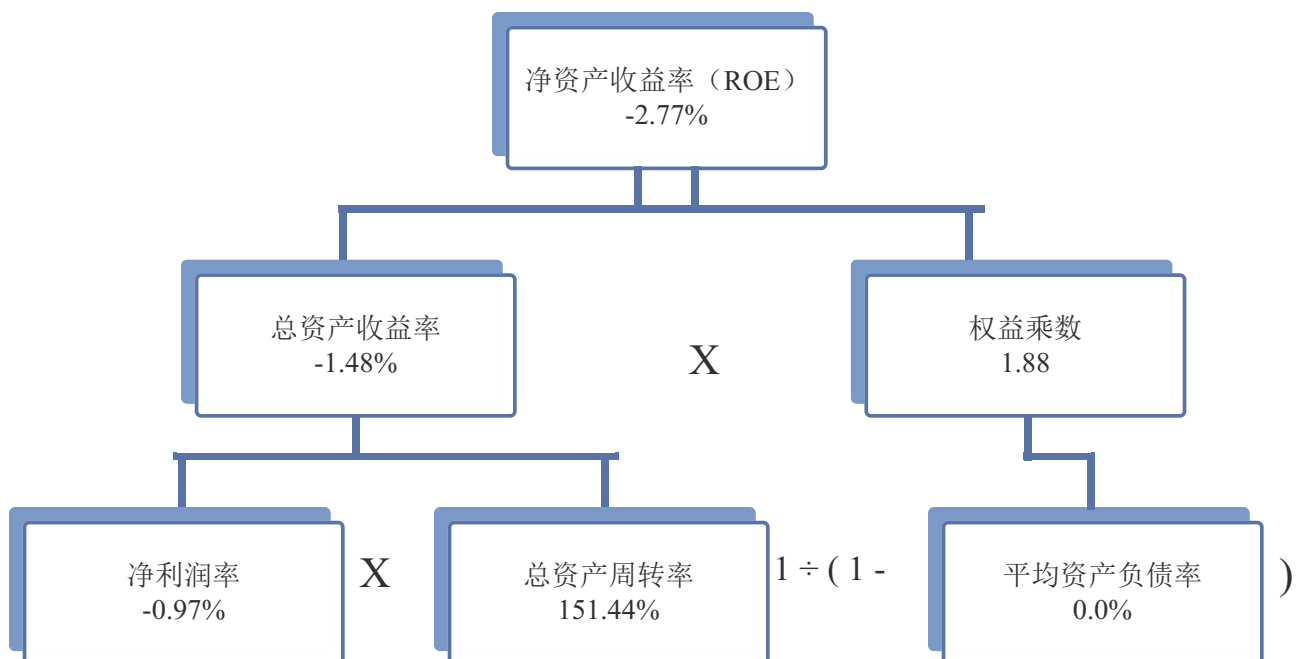 净资产收益率（ROE）
-2.77%
总资产收益率
-1.48%
X
权益乘数
1.88
净利润率
-0.97%
X
总资产周转率
151.44%
1 ÷ ( 1 -
平均资产负债率
0.0%
)